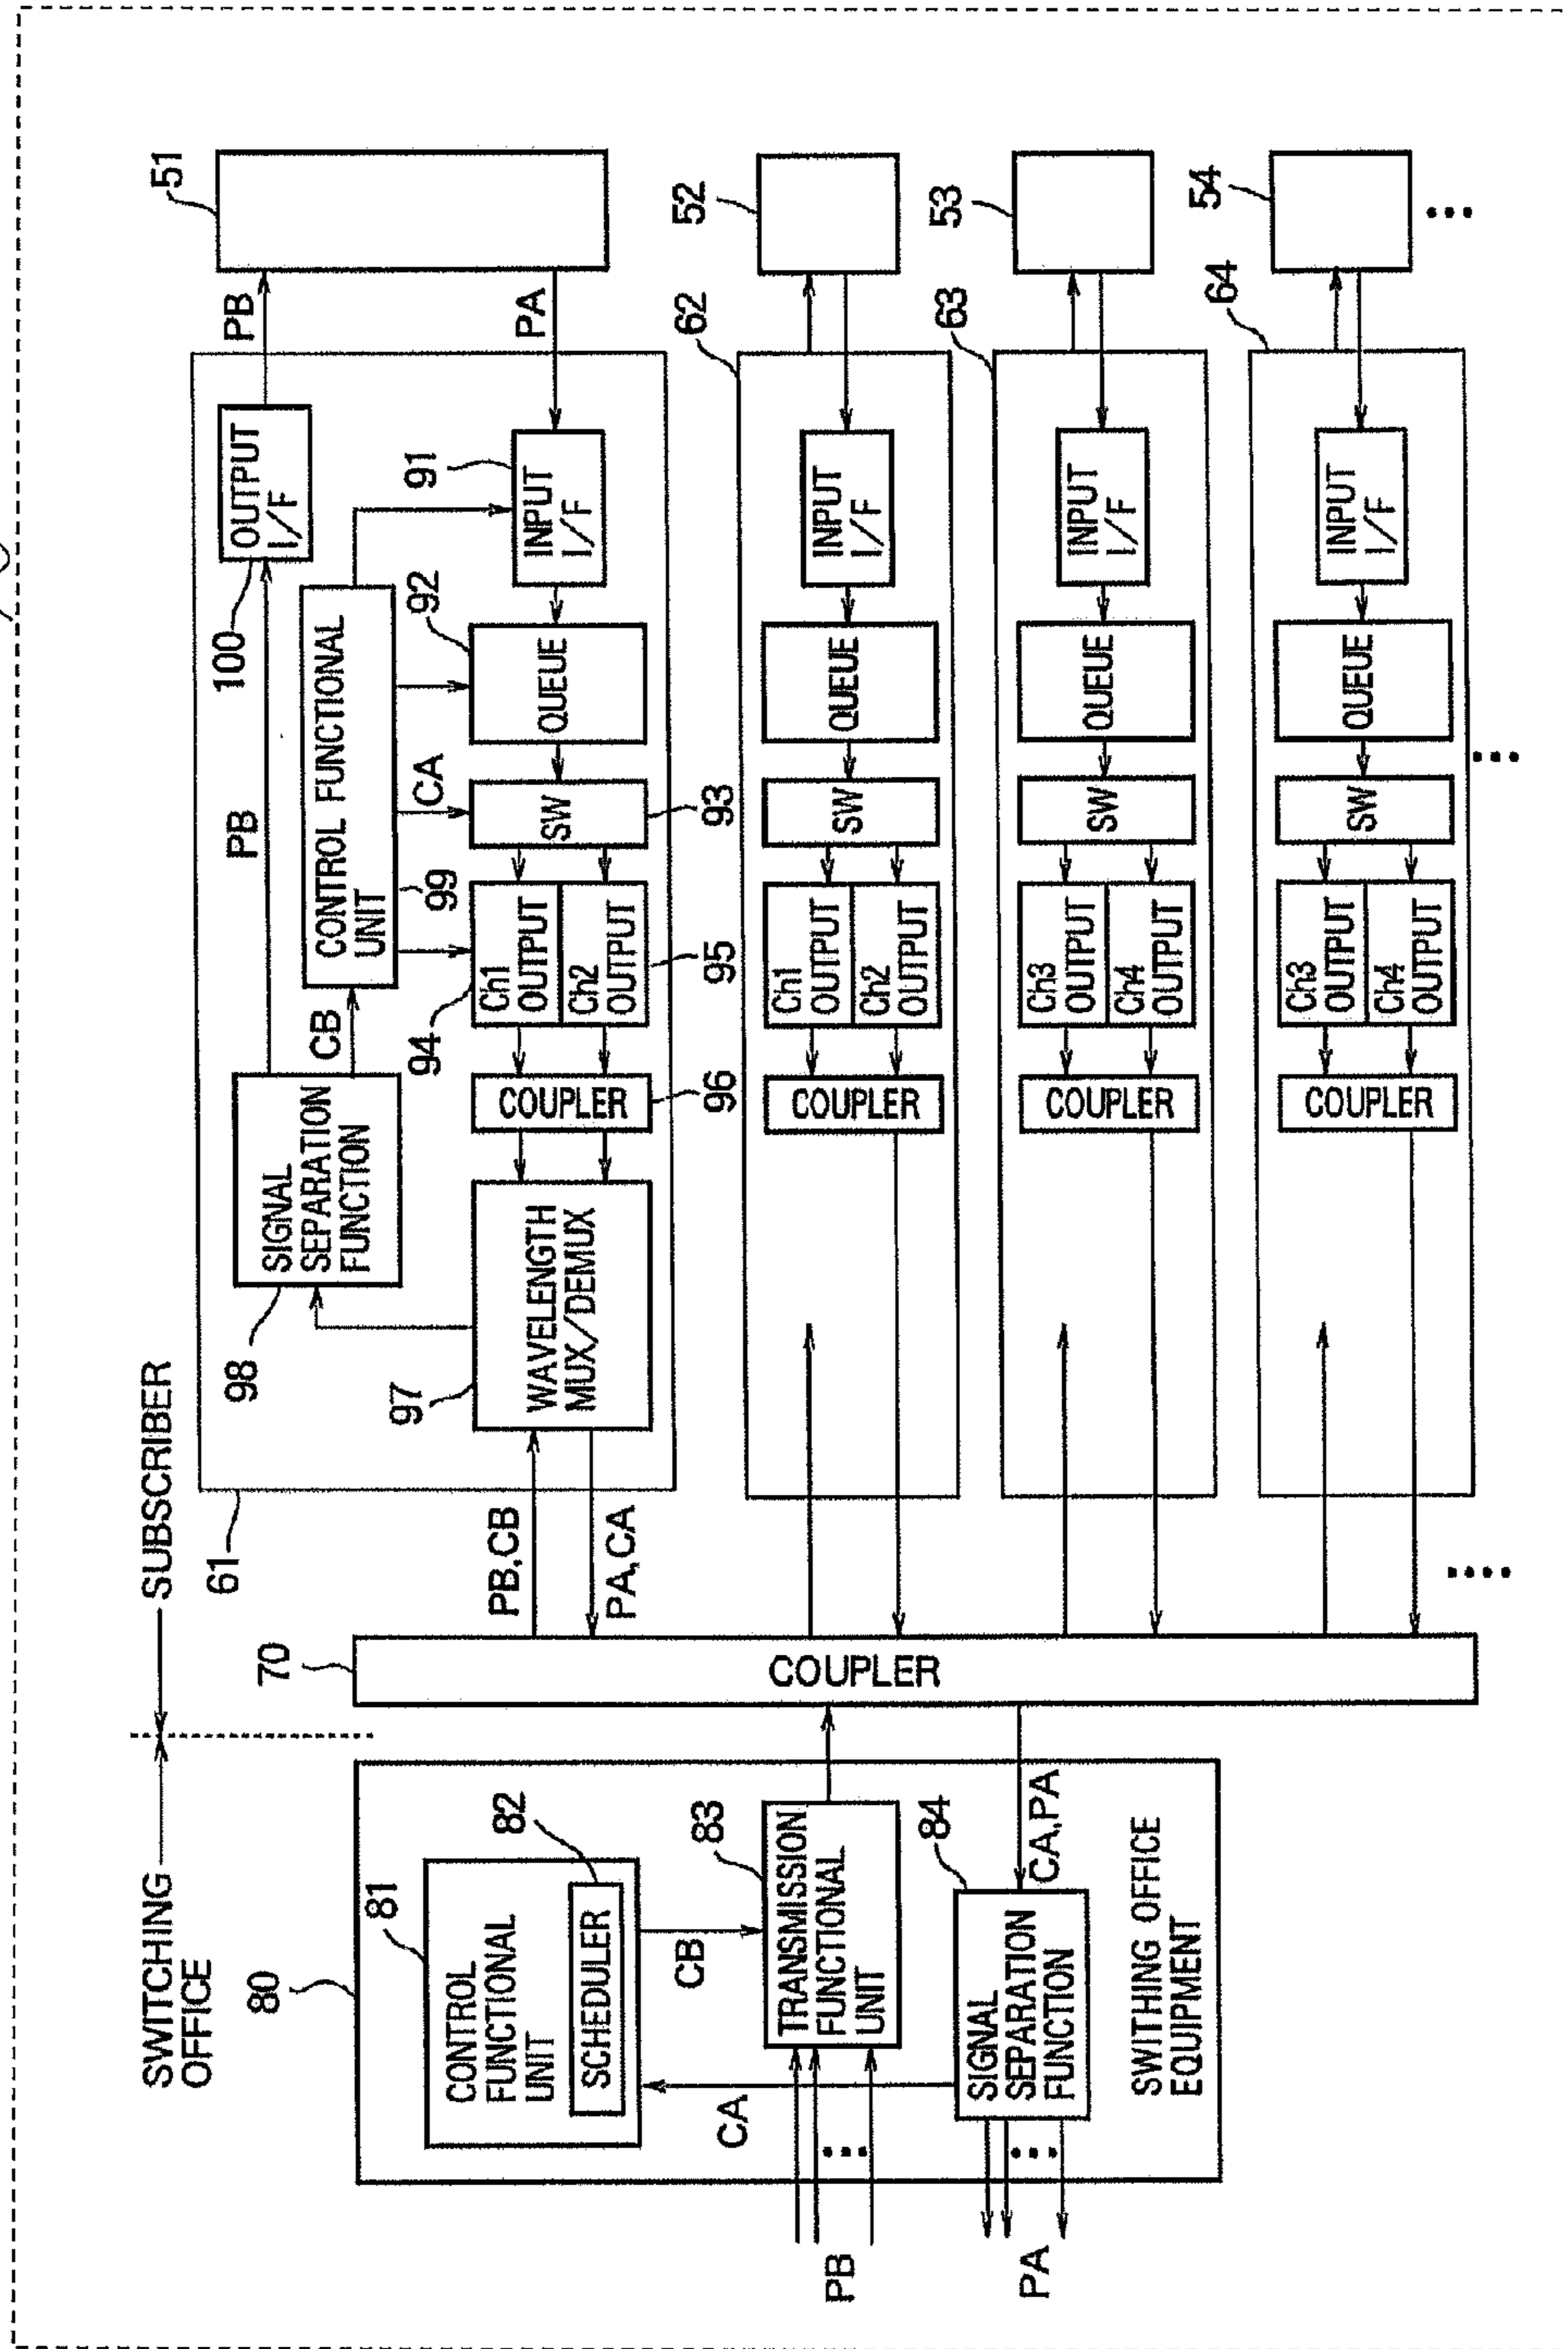 SWITCHING
OFFICE
SUBSCRIBER
80
81
CONTROL
FUNCTIONAL
UNIT
82
SCHEDULER
CB
CA
83
TRANSMISSION
FUNCTIONAL
UNIT
84
SIGNAL
SEPARATION
FUNCTION
CA,PA
SWITHING OFFICE
EQUIPMENT
PB
...
PA
...
70
COUPLER
PB,CB
PA,CA
61
98
SIGNAL
SEPARATION
FUNCTION
97
WAVELENGTH
MUX/DEMUX
CB
PB
100
OUTPUT
I/F
PB
51
CONTROL FUNCTIONAL
UNIT
99
CA
COUPLER
96
94
Ch1
OUTPUT
Ch2
OUTPUT
95
SW
93
92
QUEUE
91
INPUT
I/F
PA
62
COUPLER
Ch1
OUTPUT
Ch2
OUTPUT
SW
QUEUE
INPUT
I/F
52
63
COUPLER
Ch3
OUTPUT
Ch4
OUTPUT
SW
QUEUE
INPUT
I/F
53
64
COUPLER
Ch3
OUTPUT
Ch4
OUTPUT
SW
QUEUE
INPUT
I/F
54
....
...
...